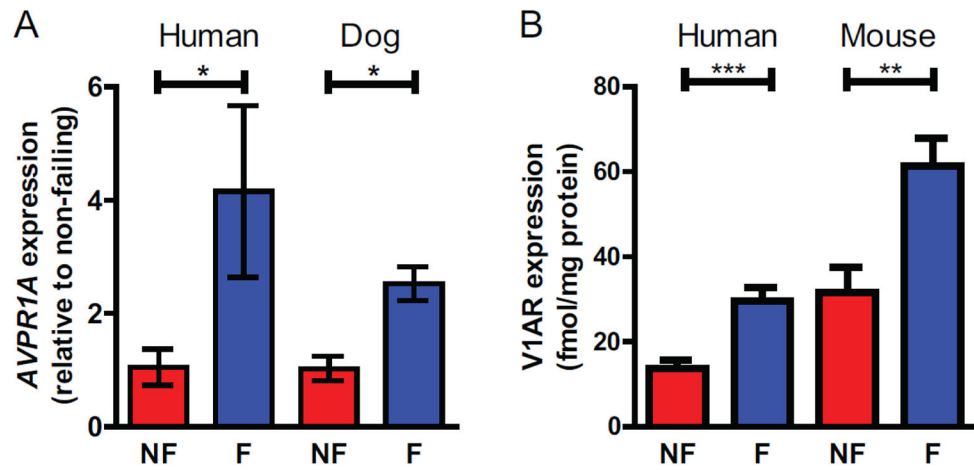 A
Human
Dog
*
*
6
4
2
0
AVPR1A expression
(relative to non-failing)
NF
F
NF
F
B
Human
Mouse
***
**
80
60
40
20
0
V1AR expression
(fmol/mg protein)
NF
F
NF
F